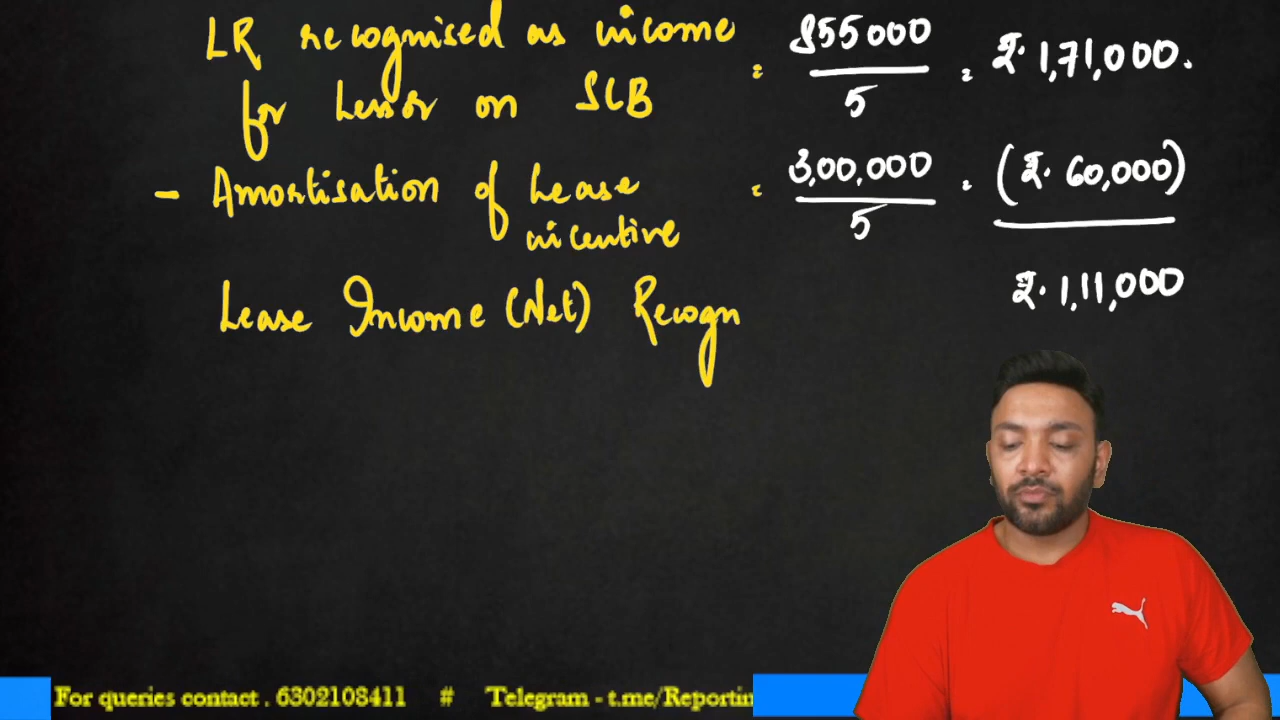 LR recognised as income = 855000 / 5 = ₹. 1,71,000.
for Lessor on SLB
- Amortisation of Lease = 3,00,000 / 5 = (₹. 60,000)
incentive
₹. 1,11,000
Lease Income (Net) Recogn
For queries contact . 6302108411 # Telegram - t.me/Reportin